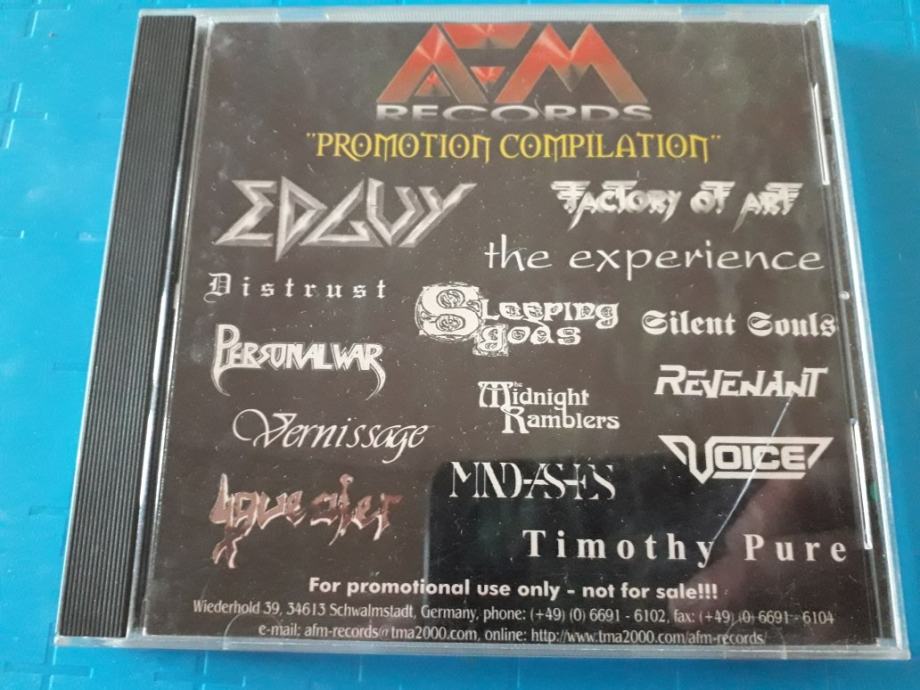 AFM
RECORDS
"PROMOTION COMPILATION"
EDGUY
FACTORY OF ART
the experience
Distrust
SLEEPING
gods
Silent Souls
PERSONAL WAR
REVENANT
the
Midnight
Ramblers
Vernissage
VOICE
MIND-ASHES
Timothy Pure
For promotional use only - not for sale!!!
Wiederhold 39, 34613 Schwalmstadt, Germany, phone: (+49) (0) 6691 - 6102, fax: (+49) (0) 6691 - 6104
e-mail: afm-records@tma2000.com, online: http://www.tma2000.com/afm-records/